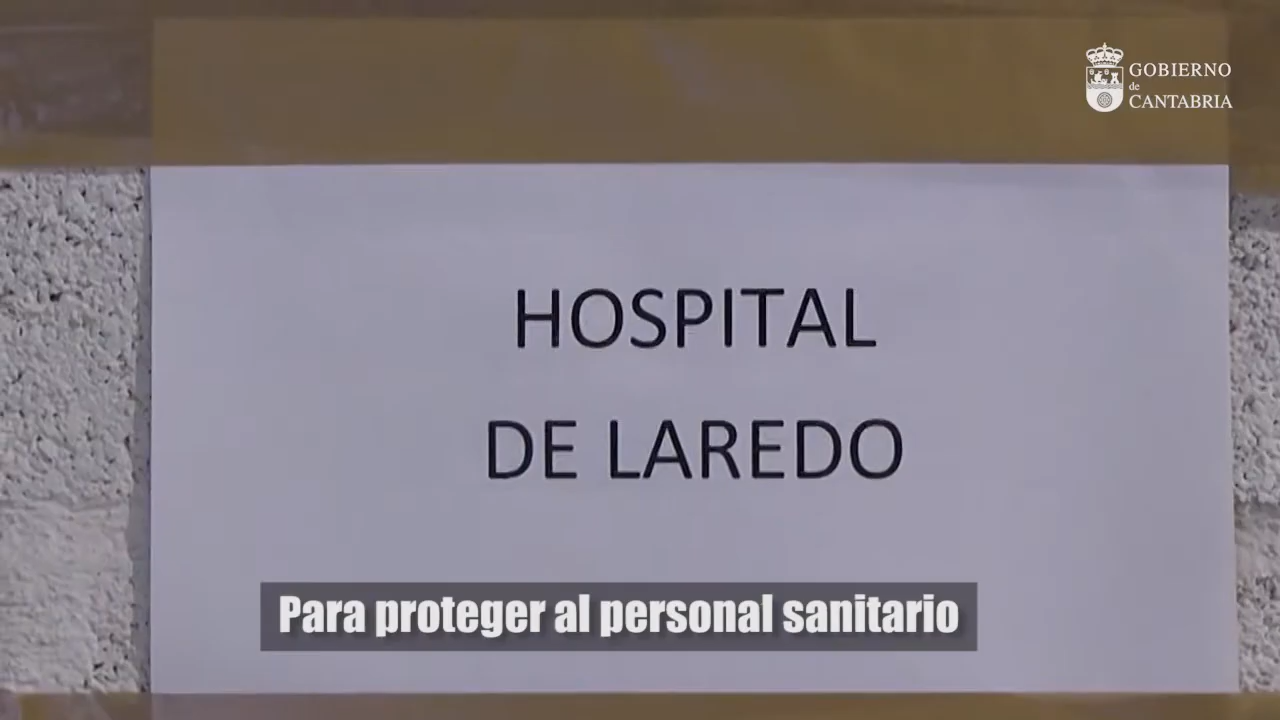 GOBIERNO
de
CANTABRIA
HOSPITAL
DE LAREDO
Para proteger al personal sanitario